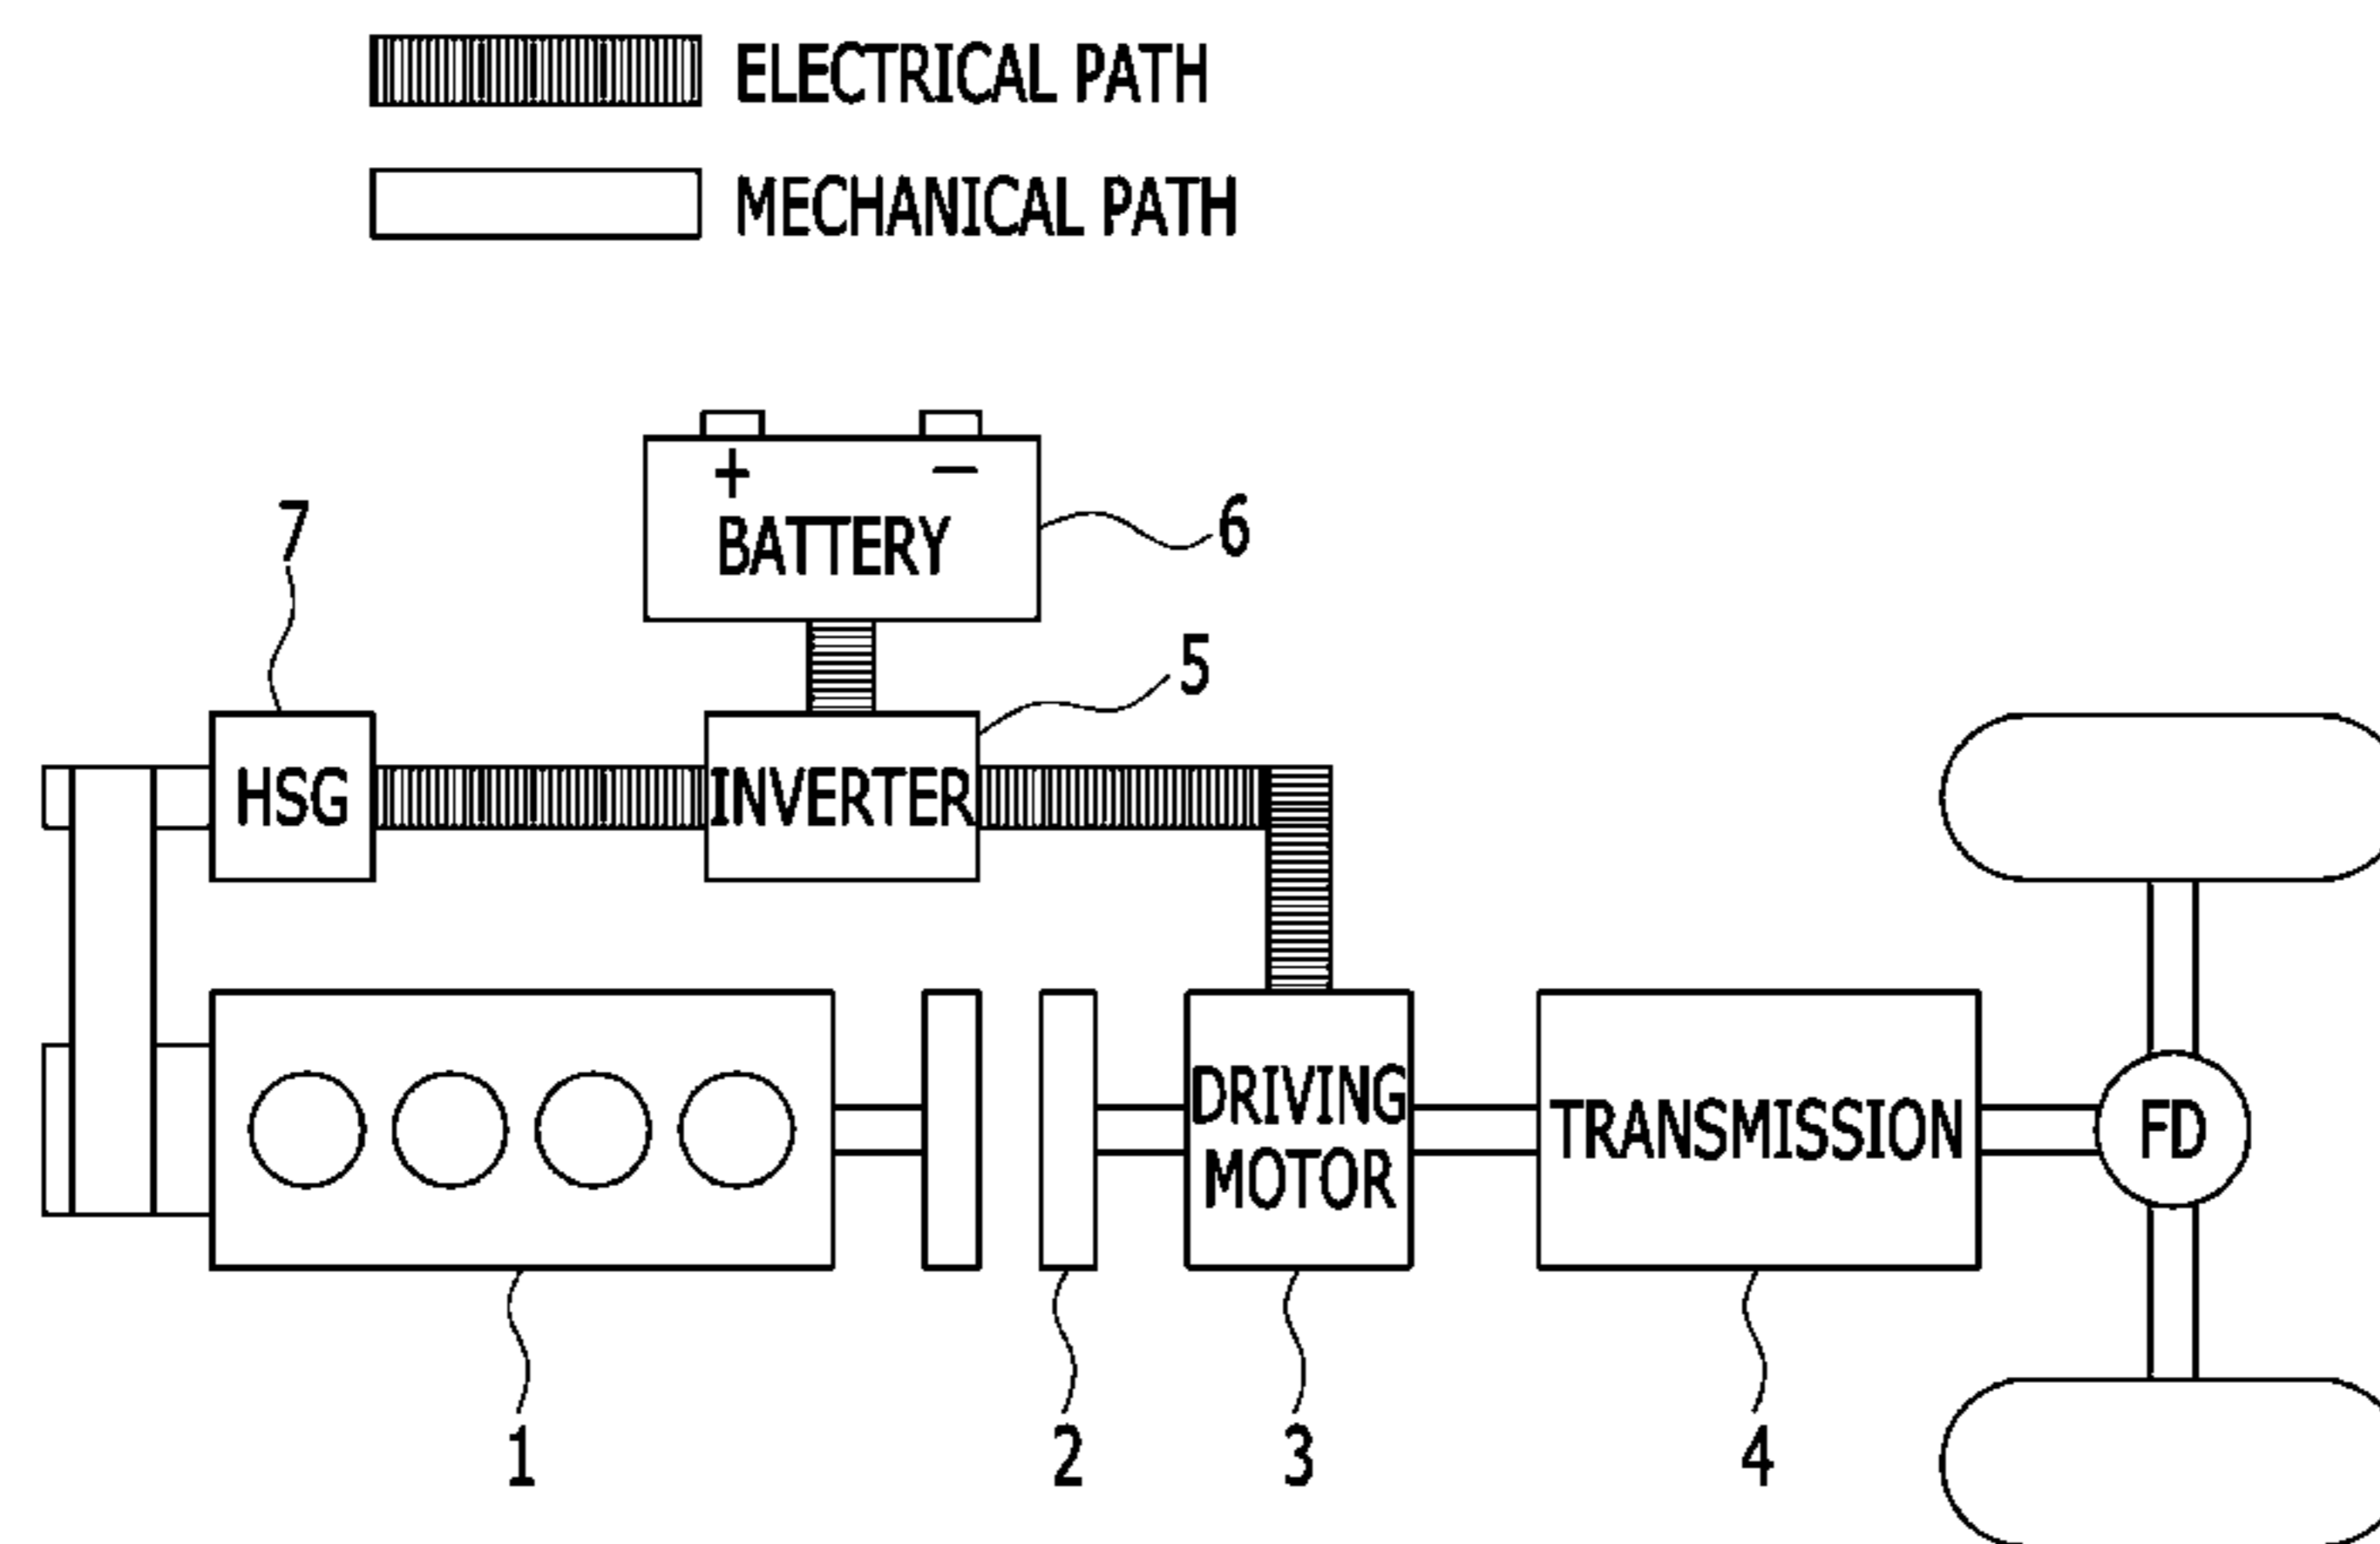 ELECTRICAL PATH
MECHANICAL PATH
+ −
BATTERY
6
7
5
HSG
INVERTER
DRIVING
MOTOR
TRANSMISSION
FD
1
2
3
4